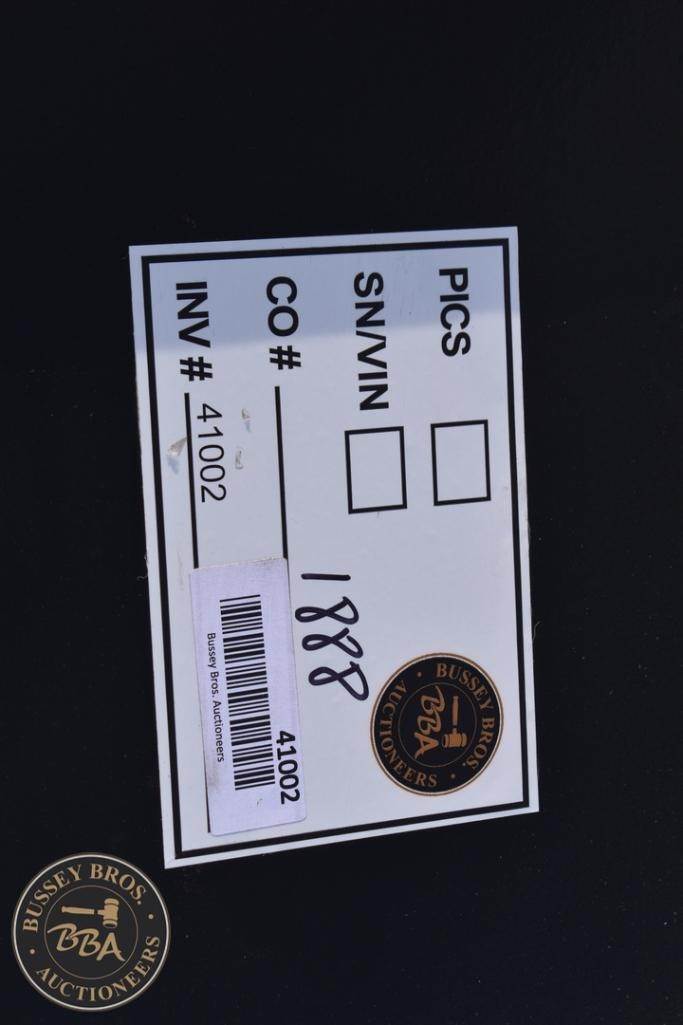 PICS
SN/VIN
CO #
1888
INV # 41002
41002
Bussey Bros. Auctioneers
BUSSEY BROS.
BBA
AUCTIONEERS
BUSSEY BROS.
BBA
AUCTIONEERS